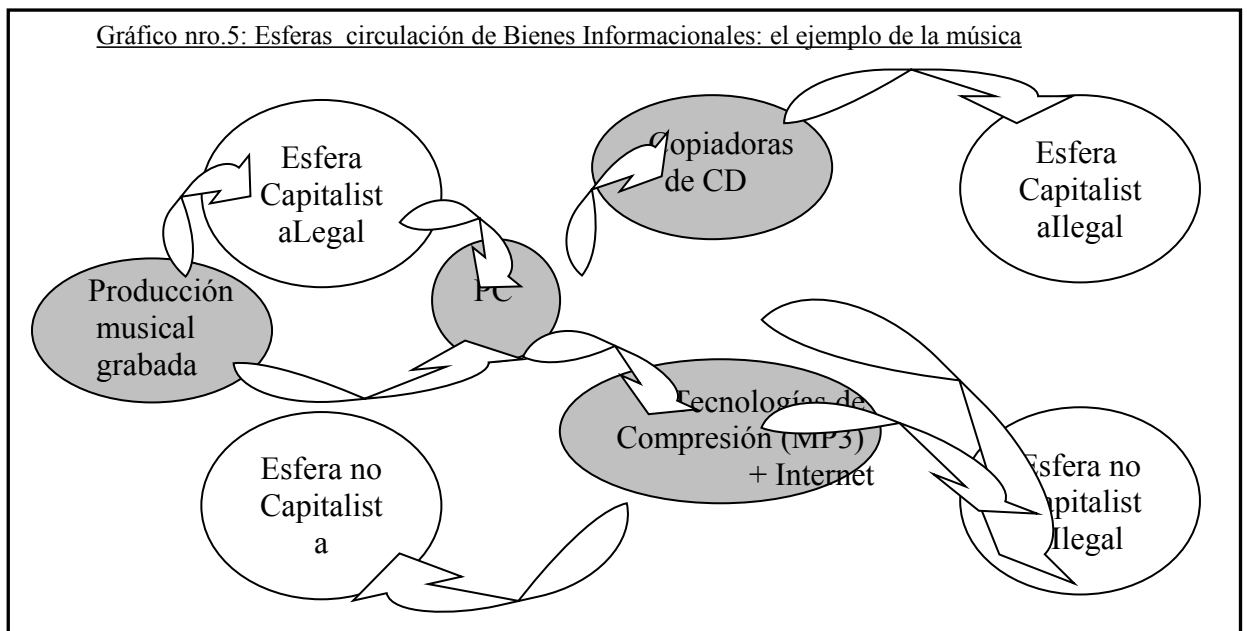 Gráfico nro.5: Esferas circulación de Bienes Informacionales: el ejemplo de la música
Esfera
Capitalist
aLegal
Copiadoras
de CD
Esfera
Capitalist
aIlegal
Producción
musical
grabada
PC
Tecnologías de
Compresión (MP3)
+ Internet
Esfera no
Capitalist
a
Esfera no
Capitalist
Ilegal